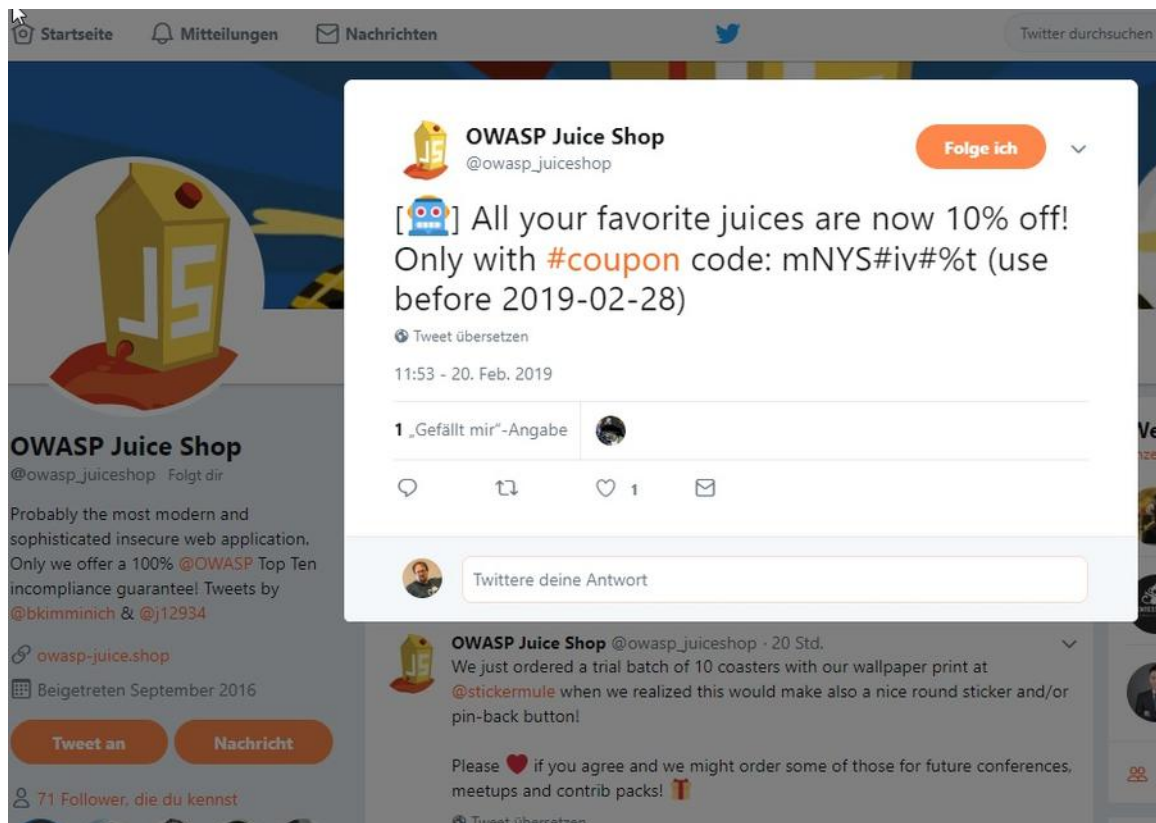 Startseite Mitteilungen Nachrichten
Twitter durchsuchen
OWASP Juice Shop
@owasp_juiceshop
Folge ich
[🤖] All your favorite juices are now 10% off!
Only with #coupon code: mNYS#iv#%t (use
before 2019-02-28)
Tweet übersetzen
11:53 - 20. Feb. 2019
1 „Gefällt mir“-Angabe
1
Twittere deine Antwort
JS
OWASP Juice Shop
@owasp_juiceshop Folgt dir
Probably the most modern and
sophisticated insecure web application.
Only we offer a 100% @OWASP Top Ten
incompliance guarantee! Tweets by
@bkimminich & @j12934
owasp-juice.shop
Beigetreten September 2016
Tweet an Nachricht
71 Follower, die du kennst
OWASP Juice Shop @owasp_juiceshop · 20 Std.
We just ordered a trial batch of 10 coasters with our wallpaper print at
@stickermule when we realized this would make also a nice round sticker and/or
pin-back button!
Please ❤ if you agree and we might order some of those for future conferences,
meetups and contrib packs! 🎁
Tweet übersetzen